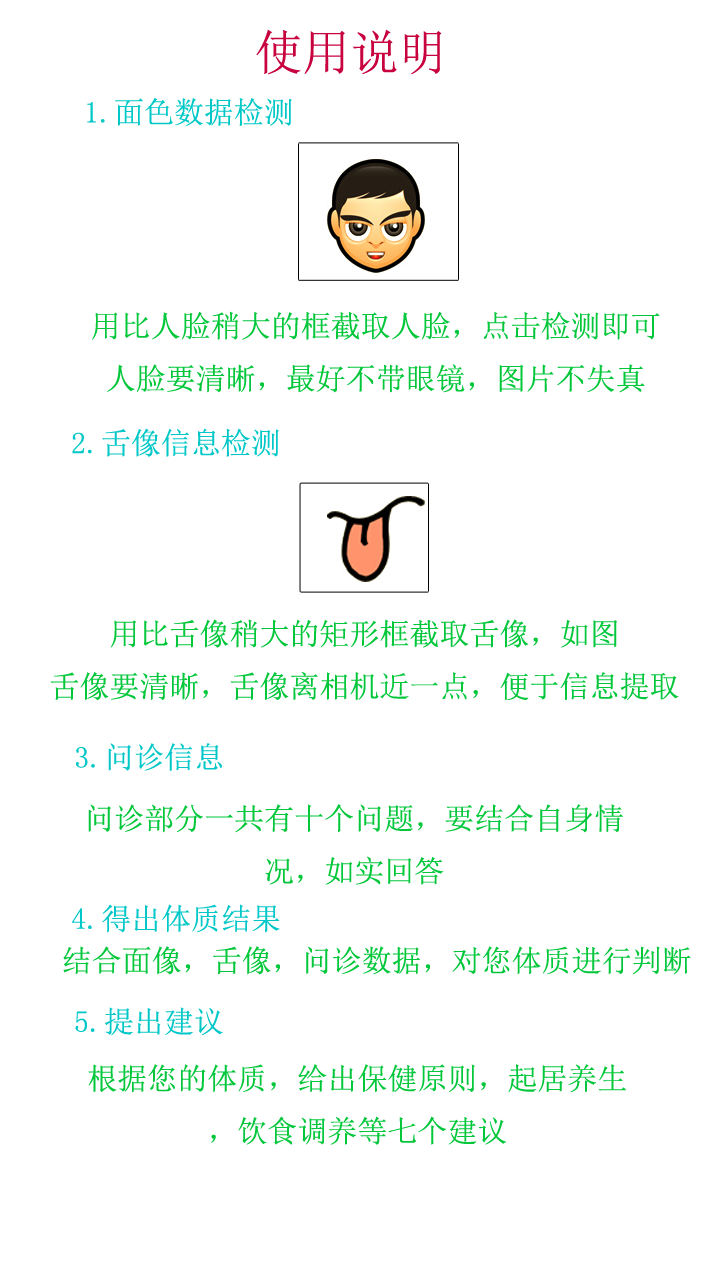 使用说明
1.面色数据检测
用比人脸稍大的框截取人脸，点击检测即可
人脸要清晰，最好不带眼镜，图片不失真
2.舌像信息检测
用比舌像稍大的矩形框截取舌像，如图
舌像要清晰，舌像离相机近一点，便于信息提取
3.问诊信息
问诊部分一共有十个问题，要结合自身情
况，如实回答
4.得出体质结果
结合面像，舌像，问诊数据，对您体质进行判断
5.提出建议
根据您的体质，给出保健原则，起居养生
，饮食调养等七个建议